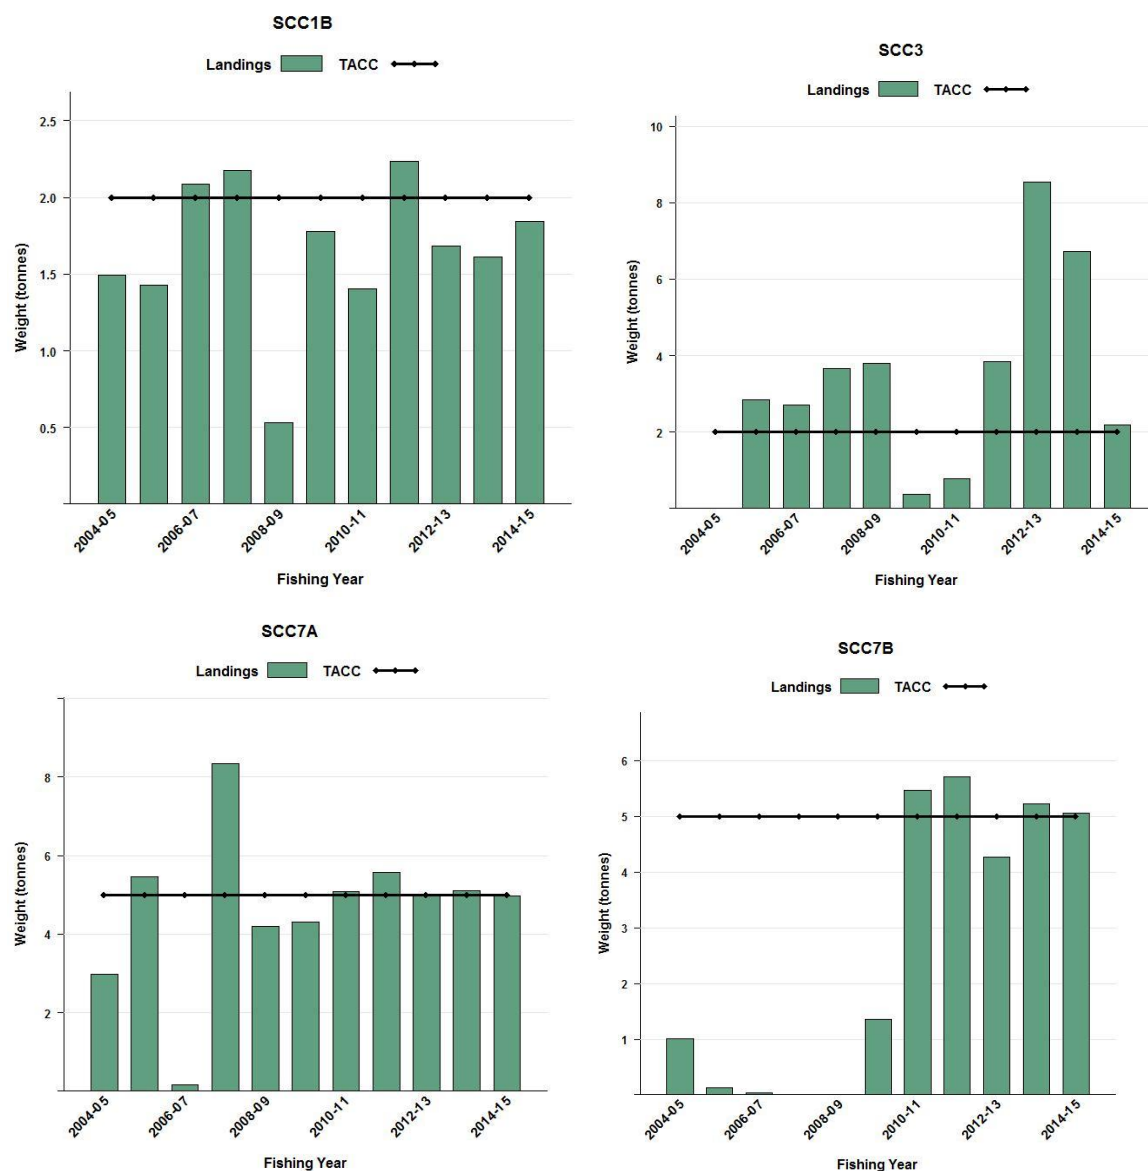 SCC1B
Landings TACC
Weight (tonnes)
2.5
2.0
1.5
1.0
0.5
2004-05
2006-07
2008-09
2010-11
2012-13
2014-15
Fishing Year
SCC3
Landings TACC
Weight (tonnes)
10
8
6
4
2
2004-05
2006-07
2008-09
2010-11
2012-13
2014-15
Fishing Year
SCC7A
Landings TACC
Weight (tonnes)
8
6
4
2
2004-05
2006-07
2008-09
2010-11
2012-13
2014-15
Fishing Year
SCC7B
Landings TACC
Weight (tonnes)
6
5
4
3
2
1
2004-05
2006-07
2008-09
2010-11
2012-13
2014-15
Fishing Year